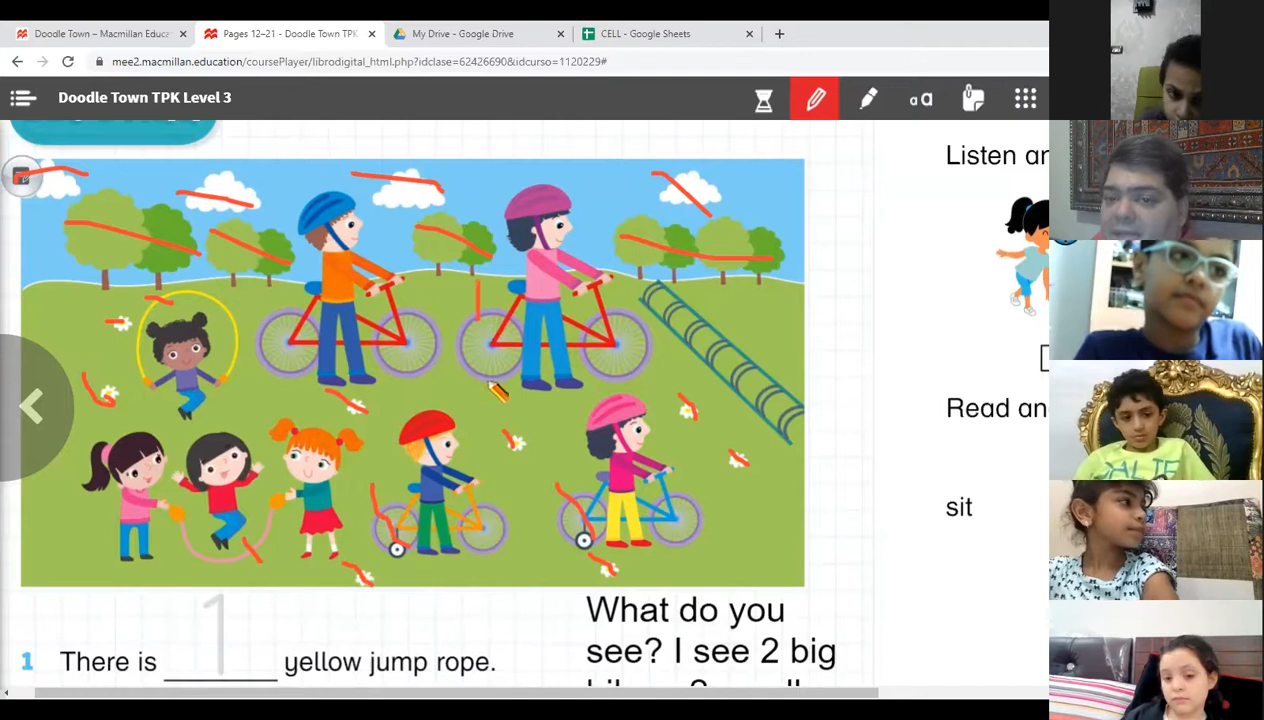 Doodle Town – Macmillan Educa
Pages 12–21 - Doodle Town TPK
My Drive - Google Drive
CELL - Google Sheets
mee2.macmillan.education/coursePlayer/librodigital_html.php?idclase=62426690&idcurso=1120229#
Doodle Town TPK Level 3
aa
Listen an
Read an
sit
What do you
see? I see 2 big
1 There is 1 yellow jump rope.